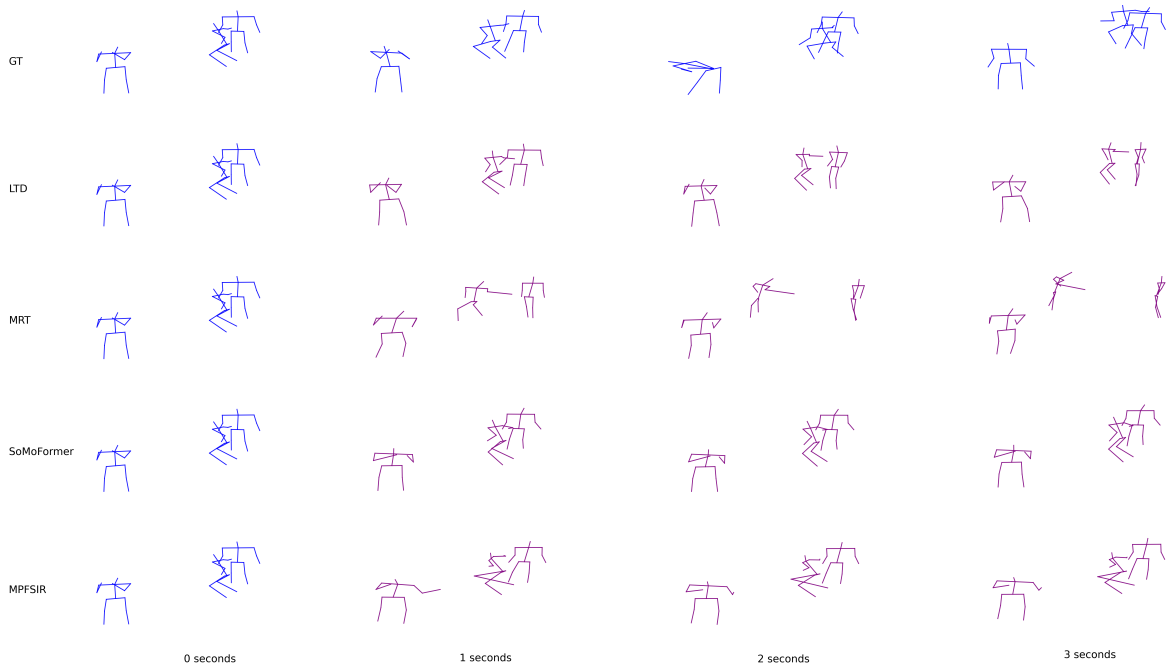 GT
LTD
MRT
SoMoFormer
MPFSIR
0 seconds
1 seconds
2 seconds
3 seconds